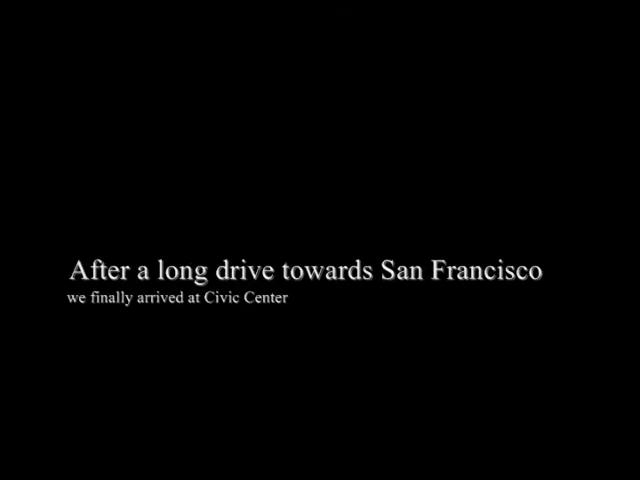 After a long drive towards San Francisco
we finally arrived at Civic Center